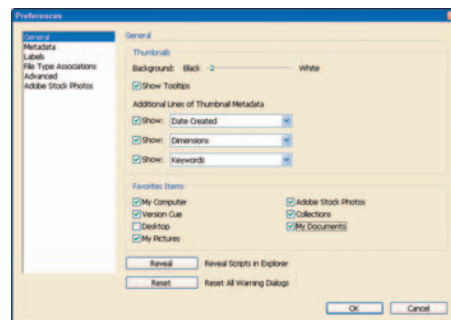 Preferences
General
Metadata
Labels
File Type Associations
Advanced
Adobe Stock Photos
General
Thumbnails
Background: Black White
Show Tooltips
Additional Lines of Thumbnail Metadata
Show: Date Created
Show: Dimensions
Show: Keywords
Favorites Items
My Computer Adobe Stock Photos
Version Cue Collections
Desktop My Documents
My Pictures
Reveal Reveal Scripts in Explorer
Reset Reset All Warning Dialogs
OK Cancel